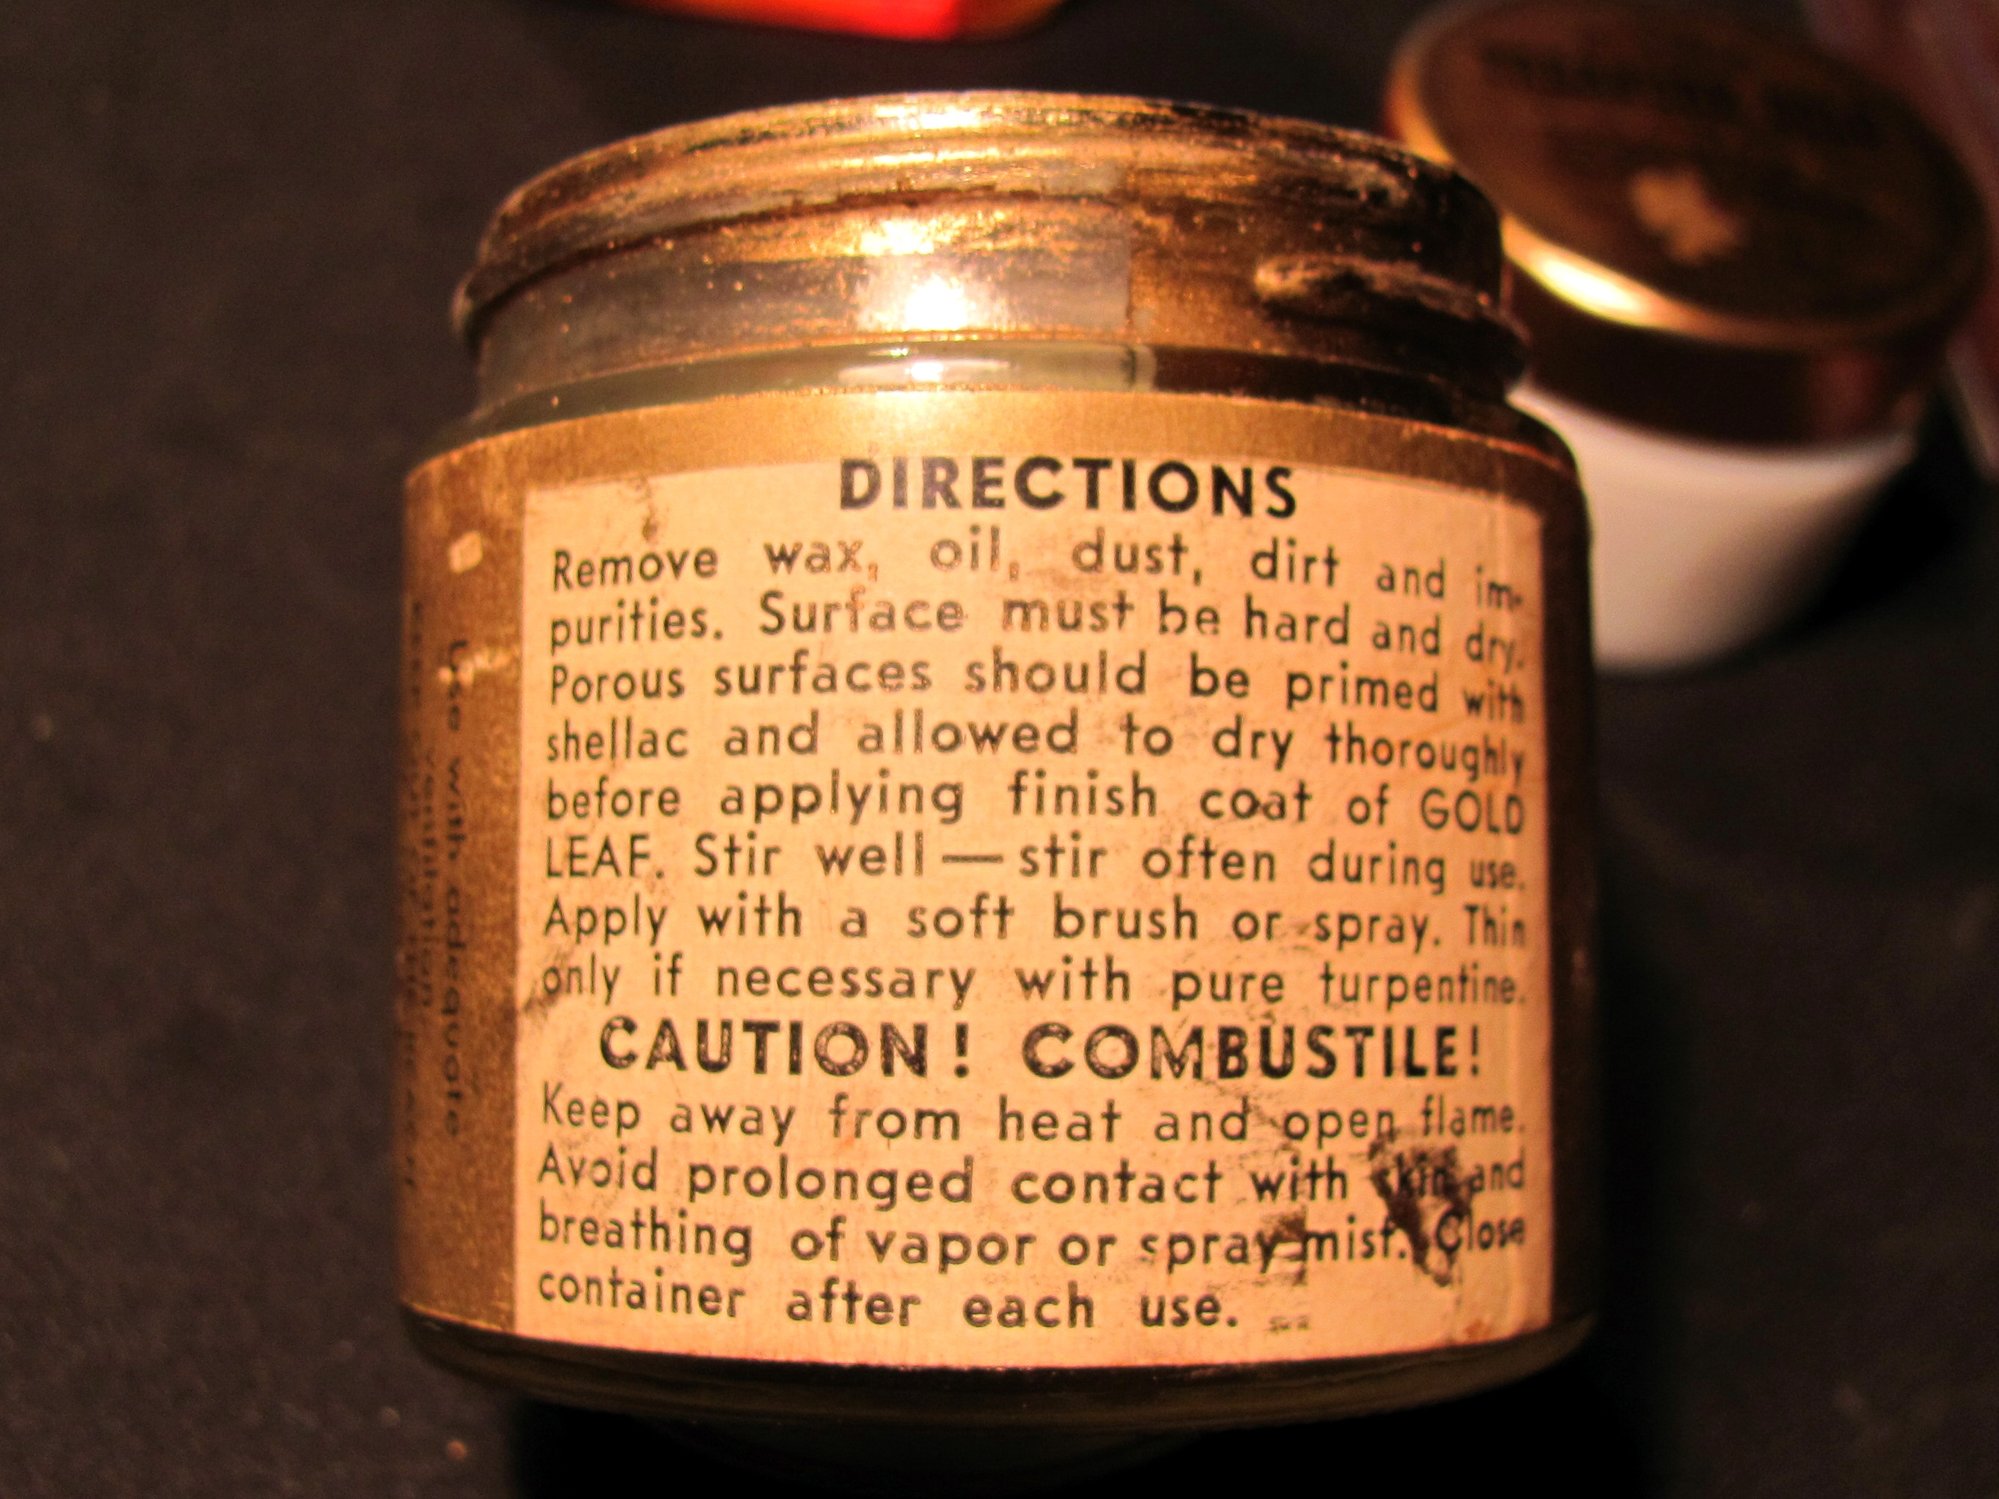 DIRECTIONS
Remove wax, oil, dust, dirt and im-
purities. Surface must be hard and dry.
Porous surfaces should be primed with
shellac and allowed to dry thoroughly
before applying finish coat of GOLD
LEAF. Stir well — stir often during use.
Apply with a soft brush or spray. Thin
only if necessary with pure turpentine.
CAUTION! COMBUSTILE!
Keep away from heat and open flame.
Avoid prolonged contact with skin and
breathing of vapor or spray mist. Close
container after each use.
Use with adequate
ventilation